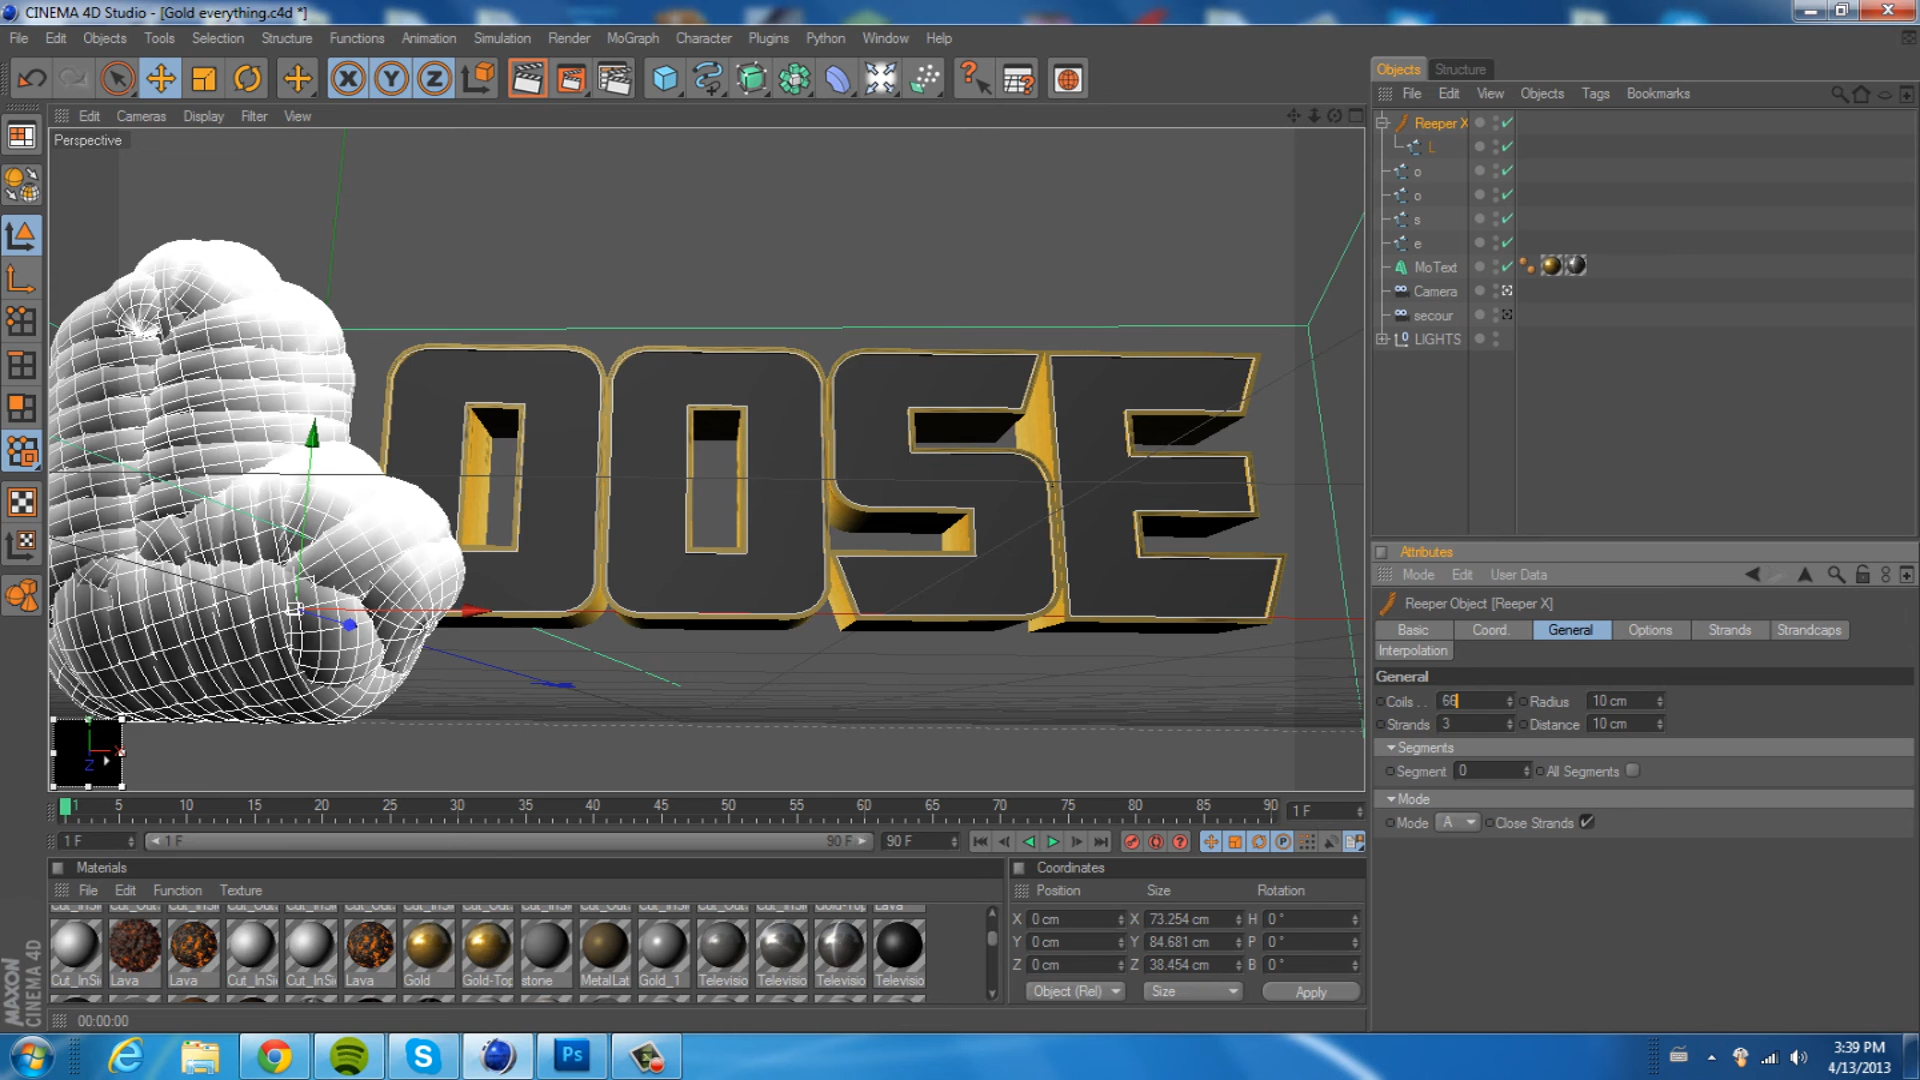 CINEMA 4D Studio - [Gold everything.c4d *]
File Edit Objects Tools Selection Structure Functions Animation Simulation Render MoGraph Character Plugins Python Window Help
X Y Z
Edit Cameras Display Filter View
Perspective
OOSE
X
Z
1 5 10 15 20 25 30 35 40 45 50 55 60 65 70 75 80 85 90 1 F
1 F 1 F 90 F 90 F
Materials
File Edit Function Texture
Cut_InSi Lava Lava Cut_InSi Cut_InSi Lava Gold Gold-Top stone MetalLat Gold_1 Televisio Televisio Televisio Televisio
00:00:00
MAXON
CINEMA 4D
Coordinates
Position Size Rotation
X 0 cm X 73.254 cm H 0 °
Y 0 cm Y 84.681 cm P 0 °
Z 0 cm Z 38.454 cm B 0 °
Object (Rel) Size Apply
Objects Structure
File Edit View Objects Tags Bookmarks
Reeper X
L
o
o
s
e
MoText
Camera
secour
LIGHTS
Attributes
Mode Edit User Data
Reeper Object [Reeper X]
Basic Coord. General Options Strands Strandcaps
Interpolation
General
Coils . . 66 Radius 10 cm
Strands 3 Distance 10 cm
Segments
Segment 0 All Segments
Mode
Mode A Close Strands
Ps
3:39 PM
4/13/2013